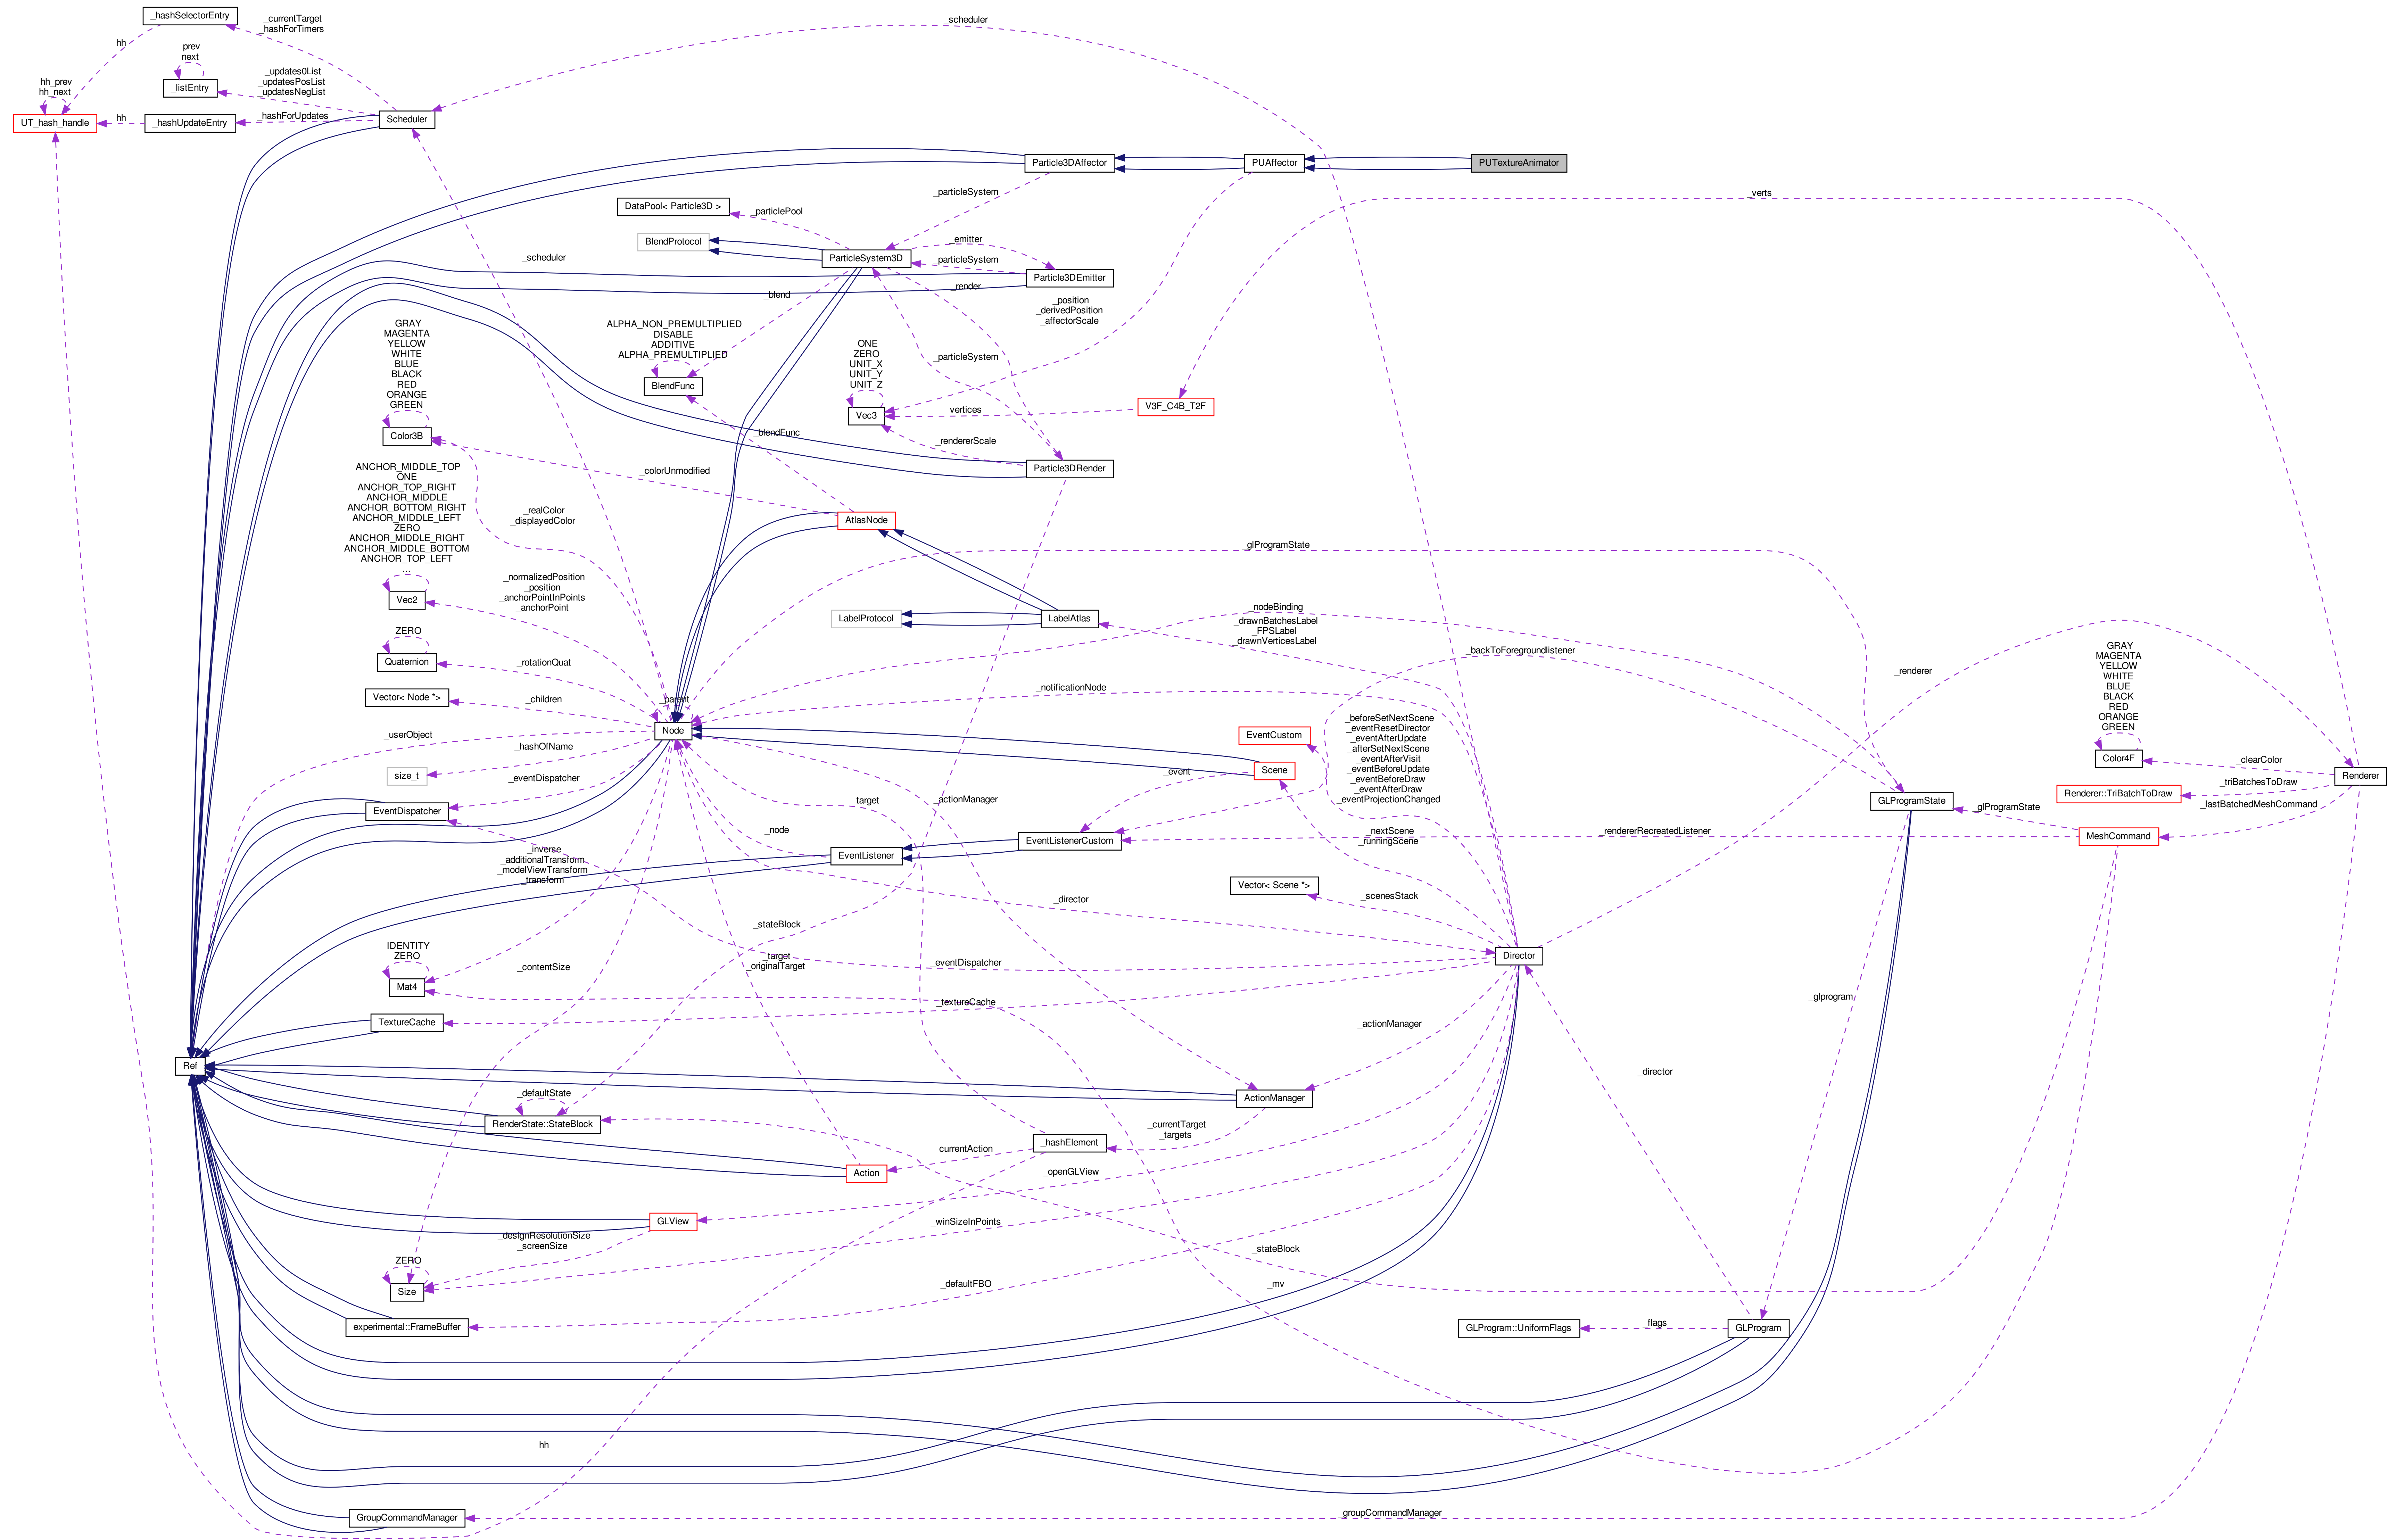 _hashSelectorEntry
_currentTarget
_hashForTimers
_scheduler
hh
prev
next
_listEntry
_updates0List
_updatesPosList
_updatesNegList
hh_prev
hh_next
UT_hash_handle
hh
_hashUpdateEntry
_hashForUpdates
Scheduler
Particle3DAffector
PUAffector
PUTextureAnimator
_particleSystem
_verts
DataPool< Particle3D >
_particlePool
BlendProtocol
_emitter
_scheduler
ParticleSystem3D
_particleSystem
Particle3DEmitter
_render
_blend
_position
_derivedPosition
_affectorScale
GRAY
MAGENTA
YELLOW
WHITE
BLUE
BLACK
RED
ORANGE
GREEN
ALPHA_NON_PREMULTIPLIED
DISABLE
ADDITIVE
ALPHA_PREMULTIPLIED
ONE
ZERO
UNIT_X
UNIT_Y
UNIT_Z
_particleSystem
BlendFunc
Vec3
vertices
V3F_C4B_T2F
Color3B
_blendFunc
_rendererScale
_colorUnmodified
Particle3DRender
ANCHOR_MIDDLE_TOP
ONE
ANCHOR_TOP_RIGHT
ANCHOR_MIDDLE
ANCHOR_BOTTOM_RIGHT
ANCHOR_MIDDLE_LEFT
ZERO
ANCHOR_MIDDLE_RIGHT
ANCHOR_MIDDLE_BOTTOM
ANCHOR_TOP_LEFT
...
_realColor
_displayedColor
AtlasNode
_glProgramState
Vec2
_normalizedPosition
_position
_anchorPointInPoints
_anchorPoint
LabelProtocol
LabelAtlas
_nodeBinding
_drawnBatchesLabel
_FPSLabel
_drawnVerticesLabel
ZERO
Quaternion
_rotationQuat
_backToForegroundlistener
_renderer
GRAY
MAGENTA
YELLOW
WHITE
BLUE
BLACK
RED
ORANGE
GREEN
Vector< Node *>
_children
_parent
_notificationNode
Node
_userObject
_hashOfName
EventCustom
_beforeSetNextScene
_eventResetDirector
_eventAfterUpdate
_afterSetNextScene
_eventAfterVisit
_eventBeforeUpdate
_eventBeforeDraw
_eventAfterDraw
_eventProjectionChanged
Color4F
_clearColor
size_t
_eventDispatcher
_event
Scene
Renderer
_triBatchesToDraw
Renderer::TriBatchToDraw
EventDispatcher
target
_actionManager
GLProgramState
_glProgramState
_lastBatchedMeshCommand
_node
EventListenerCustom
_nextScene
_runningScene
_rendererRecreatedListener
MeshCommand
_inverse
_additionalTransform
_modelViewTransform
_transform
EventListener
Vector< Scene *>
_scenesStack
_director
_stateBlock
IDENTITY
ZERO
Mat4
_contentSize
_target
_originalTarget
_eventDispatcher
Director
_glprogram
_textureCache
TextureCache
_actionManager
Ref
_director
_defaultState
RenderState::StateBlock
ActionManager
_currentTarget
_targets
_hashElement
currentAction
Action
_openGLView
GLView
_winSizeInPoints
_designResolutionSize
_screenSize
_stateBlock
ZERO
Size
_defaultFBO
_mv
experimental::FrameBuffer
GLProgram::UniformFlags
_flags
GLProgram
hh
GroupCommandManager
_groupCommandManager